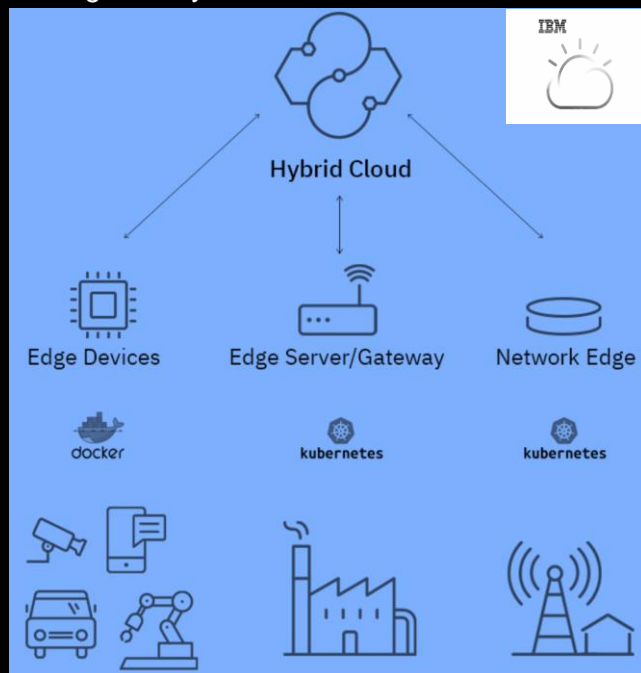 IBM
Hybrid Cloud
Edge Devices
Edge Server/Gateway
Network Edge
docker
kubernetes
kubernetes